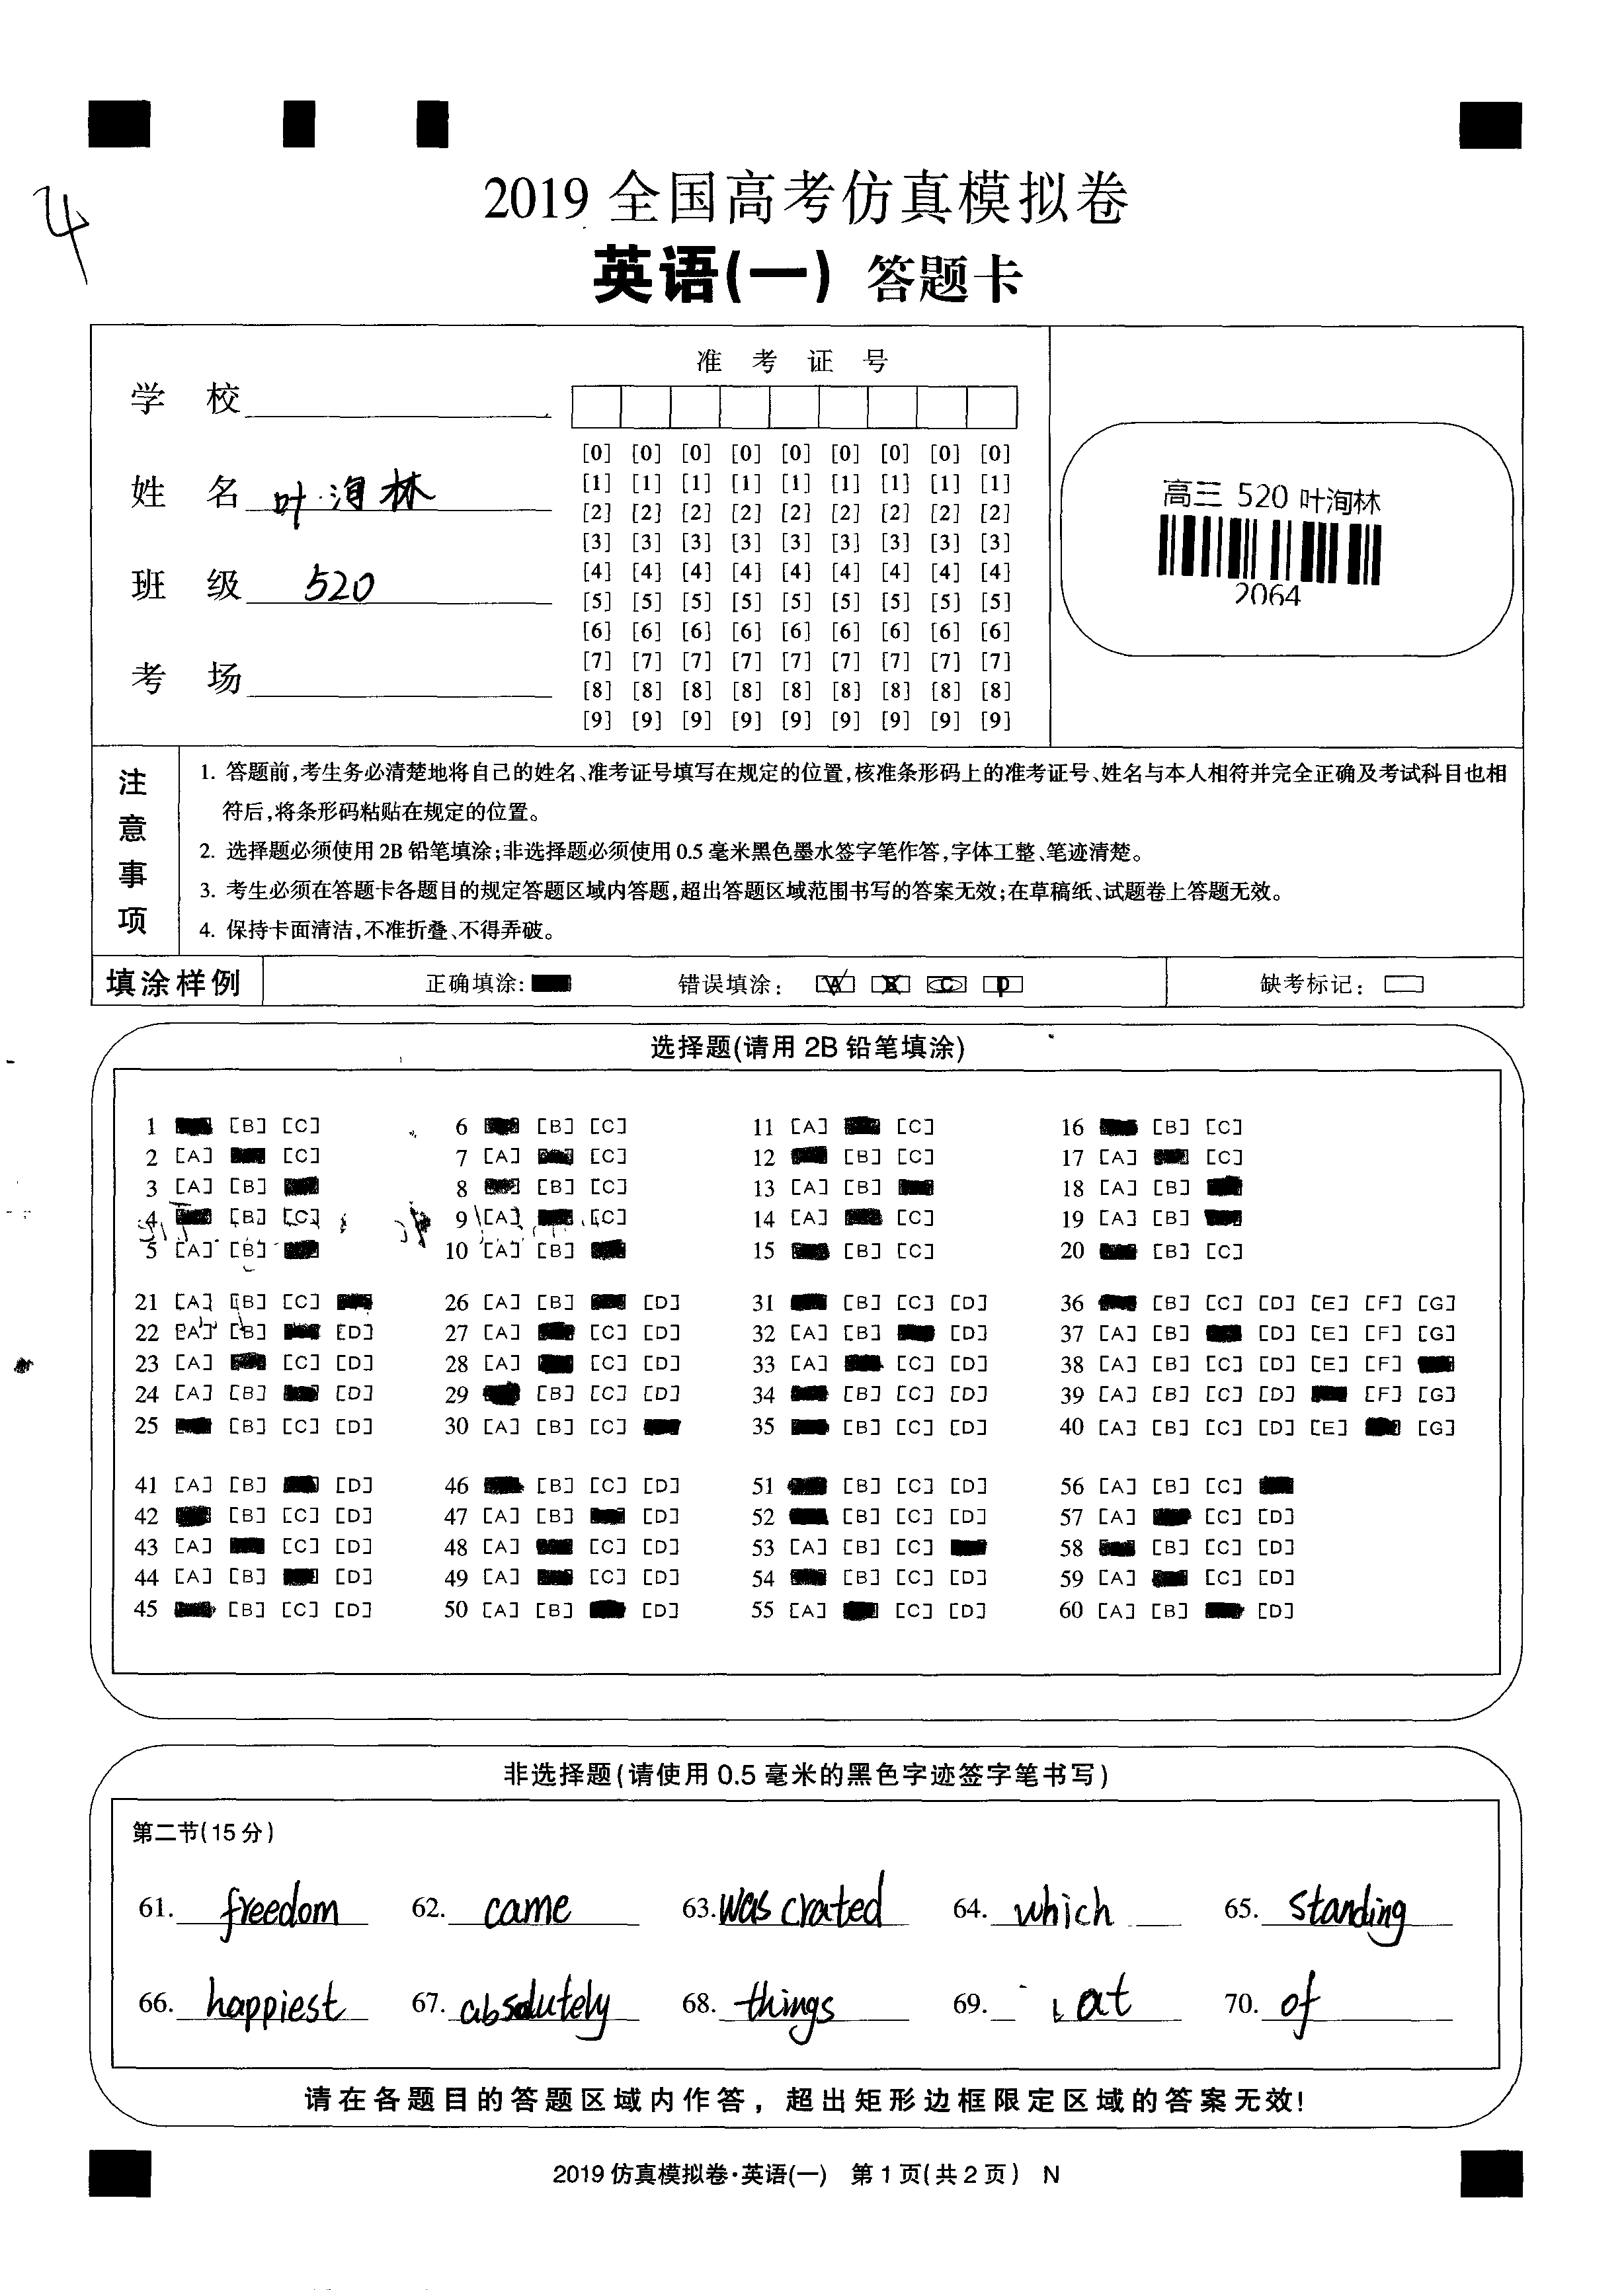 24
2019 全国高考仿真模拟卷
英语(一) 答题卡
学 校
姓 名 叶洵林
班 级 520
考 场
准 考 证 号
[0] [0] [0] [0] [0] [0] [0] [0] [0]
[1] [1] [1] [1] [1] [1] [1] [1] [1]
[2] [2] [2] [2] [2] [2] [2] [2] [2]
[3] [3] [3] [3] [3] [3] [3] [3] [3]
[4] [4] [4] [4] [4] [4] [4] [4] [4]
[5] [5] [5] [5] [5] [5] [5] [5] [5]
[6] [6] [6] [6] [6] [6] [6] [6] [6]
[7] [7] [7] [7] [7] [7] [7] [7] [7]
[8] [8] [8] [8] [8] [8] [8] [8] [8]
[9] [9] [9] [9] [9] [9] [9] [9] [9]
高三 520 叶洵林
2064
注意事项
1. 答题前,考生务必清楚地将自己的姓名、准考证号填写在规定的位置,核准条形码上的准考证号、姓名与本人相符并完全正确及考试科目也相
符后,将条形码粘贴在规定的位置。
2. 选择题必须使用 2B 铅笔填涂;非选择题必须使用 0.5 毫米黑色墨水签字笔作答,字体工整、笔迹清楚。
3. 考生必须在答题卡各题目的规定答题区域内答题,超出答题区域范围书写的答案无效;在草稿纸、试题卷上答题无效。
4. 保持卡面清洁,不准折叠、不得弄破。
填涂样例 正确填涂: 错误填涂: A B C D 缺考标记:
选择题(请用 2B 铅笔填涂)
1 [B] [C] 6 [B] [C] 11 [A] [C] 16 [B] [C]
2 [A] [C] 7 [A] [C] 12 [B] [C] 17 [A] [C]
3 [A] [B] 8 [B] [C] 13 [A] [B] 18 [A] [B]
4 [B] [C] 9 [A] [C] 14 [A] [C] 19 [A] [B]
5 [A] [B] 10 [A] [B] 15 [B] [C] 20 [B] [C]
21 [A] [B] [C] 26 [A] [B] [D] 31 [B] [C] [D] 36 [B] [C] [D] [E] [F] [G]
22 [A] [B] [D] 27 [A] [C] [D] 32 [A] [B] [D] 37 [A] [B] [D] [E] [F] [G]
23 [A] [C] [D] 28 [A] [C] [D] 33 [A] [C] [D] 38 [A] [B] [C] [D] [E] [F]
24 [A] [B] [D] 29 [B] [C] [D] 34 [B] [C] [D] 39 [A] [B] [C] [D] [F] [G]
25 [B] [C] [D] 30 [A] [B] [C] 35 [B] [C] [D] 40 [A] [B] [C] [D] [E] [G]
41 [A] [B] [D] 46 [B] [C] [D] 51 [B] [C] [D] 56 [A] [B] [C]
42 [B] [C] [D] 47 [A] [B] [D] 52 [B] [C] [D] 57 [A] [C] [D]
43 [A] [C] [D] 48 [A] [C] [D] 53 [A] [B] [C] 58 [B] [C] [D]
44 [A] [B] [D] 49 [A] [C] [D] 54 [B] [C] [D] 59 [A] [C] [D]
45 [B] [C] [D] 50 [A] [B] [D] 55 [A] [C] [D] 60 [A] [B] [D]
非选择题(请使用 0.5 毫米的黑色字迹签字笔书写)
第二节(15 分)
61. freedom 62. came 63. was crated 64. which 65. standing
66. happiest 67. absolutely 68. things 69. at 70. of
请在各题目的答题区域内作答，超出矩形边框限定区域的答案无效!
2019 仿真模拟卷·英语(一) 第 1 页(共 2 页) N